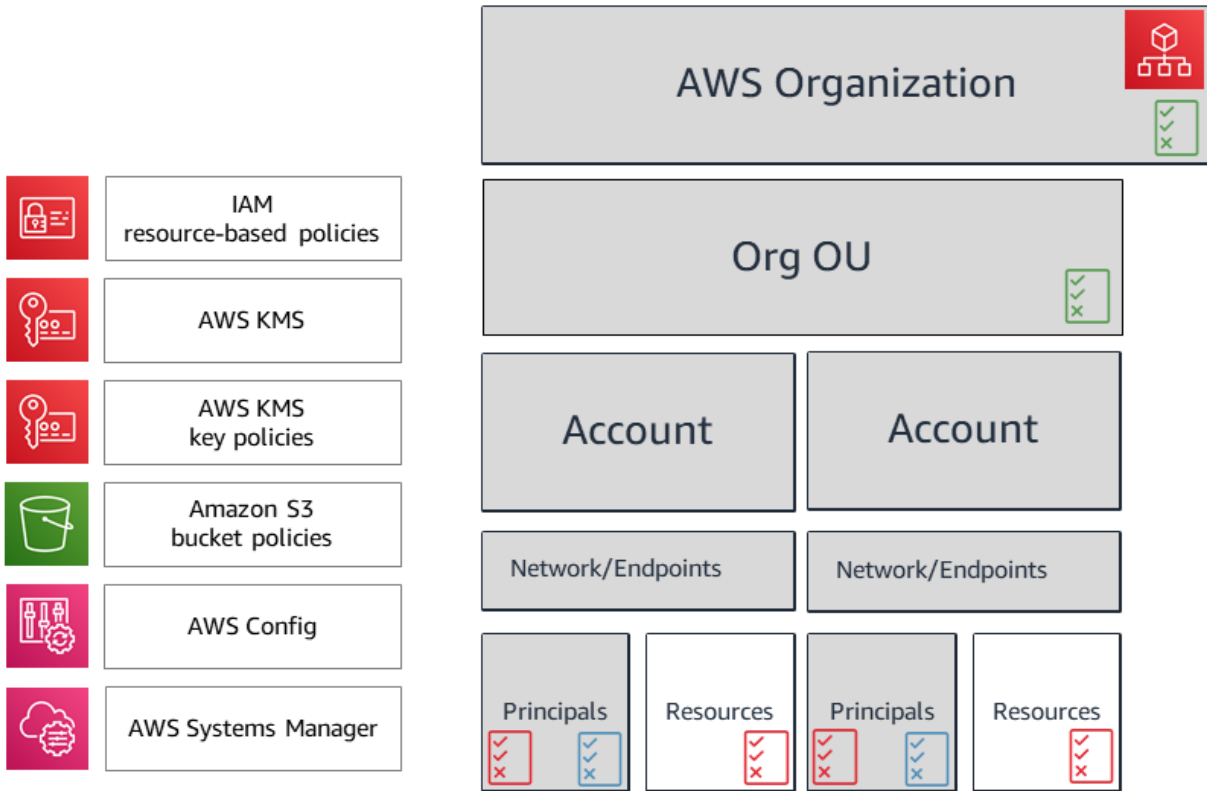 AWS Organization
IAM
resource-based policies
Org OU
AWS KMS
AWS KMS
key policies
Account
Account
Amazon S3
bucket policies
Network/Endpoints
Network/Endpoints
AWS Config
Principals
Resources
Principals
Resources
AWS Systems Manager